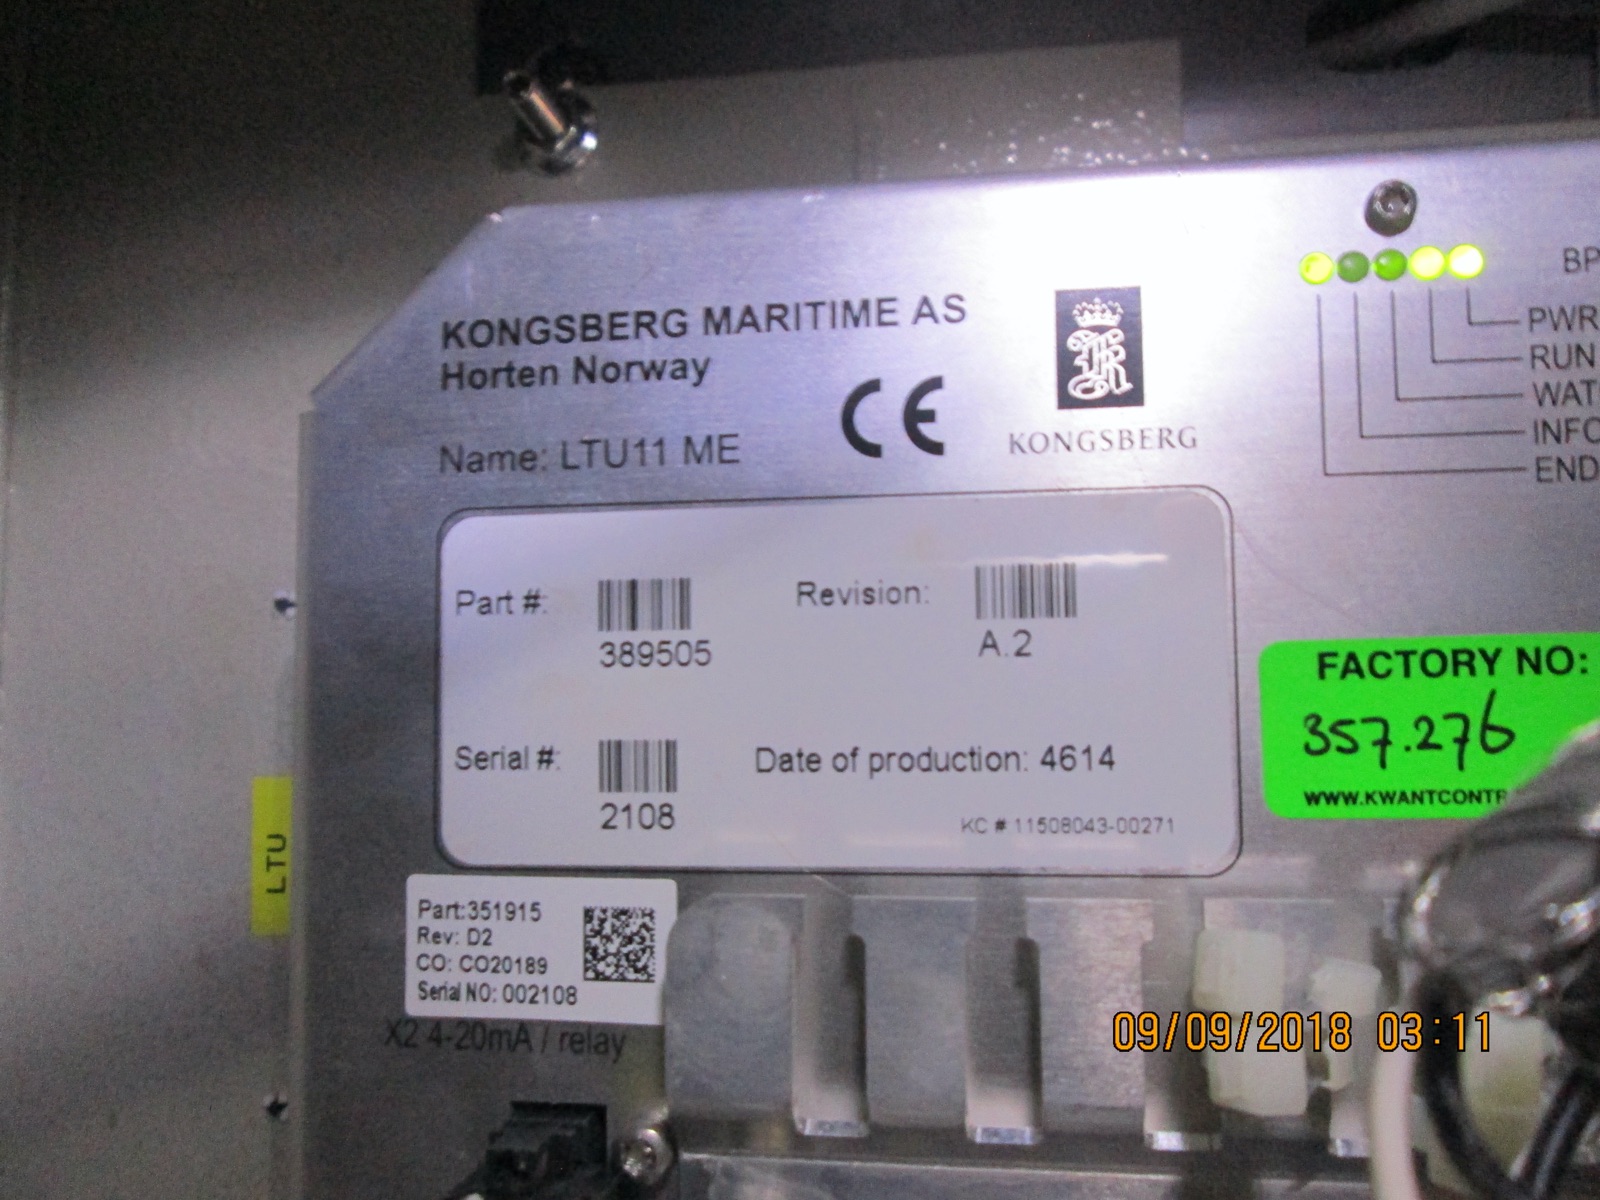 KONGSBERG MARITIME AS
Horten Norway
Name: LTU11 ME
CE
KONGSBERG
BP
PWR
RUN
WAT
INFO
END
Part #:
389505
Revision:
A.2
Serial #:
2108
Date of production: 4614
KC # 11508043-00271
FACTORY NO:
357.276
WWW.KWANTCONTR
LTU
Part:351915
Rev: D2
CO: CO20189
Serial NO: 002108
X2 4-20mA / relay
09/09/2018 03:11